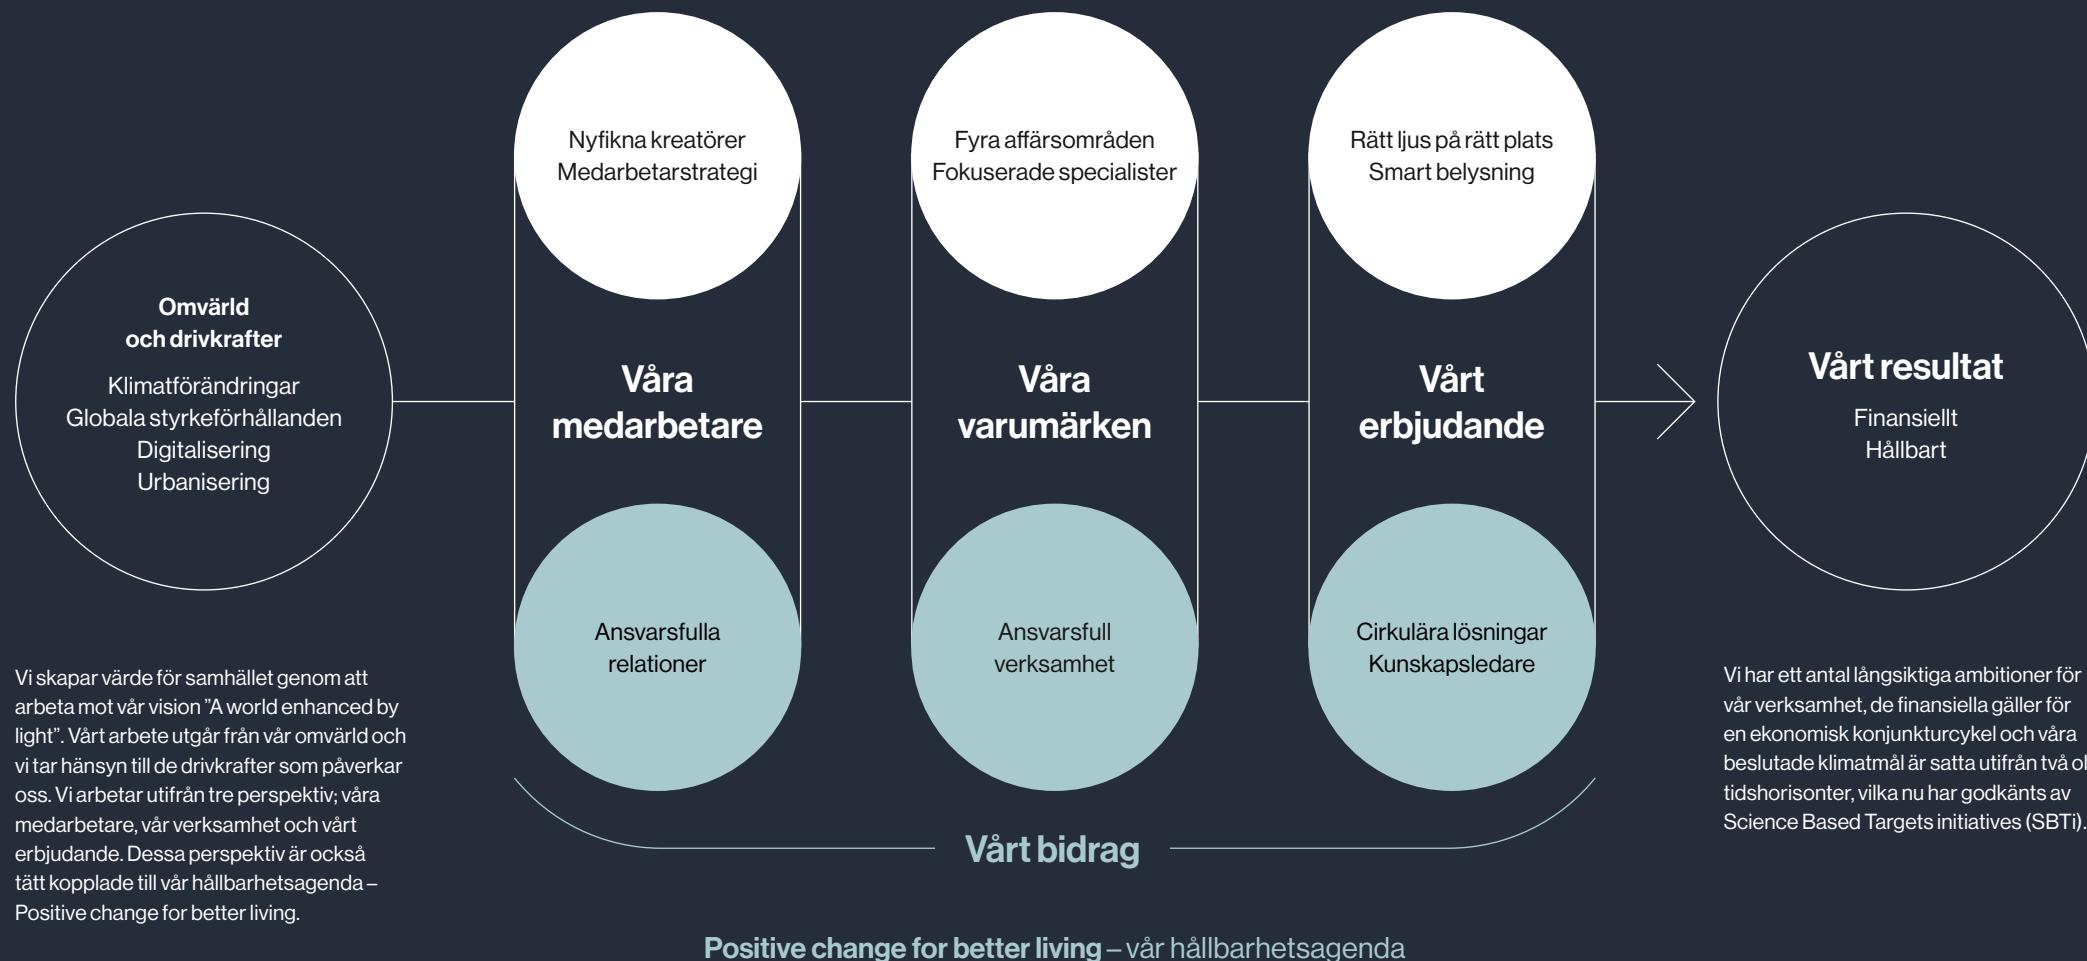 Omvärld
och drivkrafter
Klimatförändringar
Globala styrkeförhållanden
Digitalisering
Urbanisering
Vi skapar värde för samhället genom att
arbeta mot vår vision ”A world enhanced by
light”. Vårt arbete utgår från vår omvärld och
vi tar hänsyn till de drivkrafter som påverkar
oss. Vi arbetar utifrån tre perspektiv; våra
medarbetare, vår verksamhet och vårt
erbjudande. Dessa perspektiv är också
tätt kopplade till vår hållbarhetsagenda –
Positive change for better living.
Nyfikna kreatörer
Medarbetarstrategi
Våra
medarbetare
Ansvarsfulla
relationer
Fyra affärsområden
Fokuserade specialister
Våra
varumärken
Ansvarsfull
verksamhet
Rätt ljus på rätt plats
Smart belysning
Vårt
erbjudande
Cirkulära lösningar
Kunskapsledare
Vårt bidrag
Positive change for better living – vår hållbarhetsagenda
Vårt resultat
Finansiellt
Hållbart
Vi har ett antal långsiktiga ambitioner för
vår verksamhet, de finansiella gäller för
en ekonomisk konjunkturcykel och våra
beslutade klimatmål är satta utifrån två
tidshorisonter, vilka nu har godkänts av
Science Based Targets initiatives (SBTi).